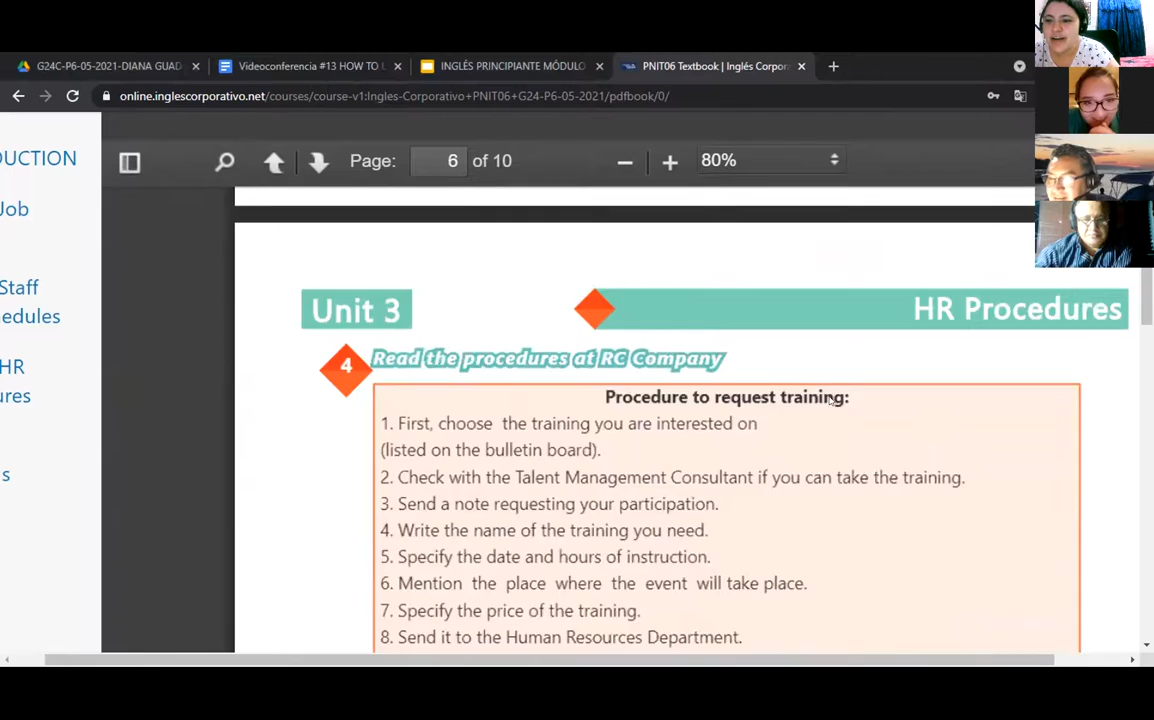 G24C-P6-05-2021-DIANA GUAD
Videoconferencia #13 HOW TO
INGLÉS PRINCIPIANTE MÓDULO
PNIT06 Textbook | Inglés Corpor
online.inglescorporativo.net/courses/course-v1:Ingles-Corporativo+PNIT06+G24-P6-05-2021/pdfbook/0/
Page: 6 of 10
80%
DUCTION
Job
Staff
edules
HR
ures
s
Unit 3
HR Procedures
4 Read the procedures at RC Company
Procedure to request training:
1. First, choose the training you are interested on
(listed on the bulletin board).
2. Check with the Talent Management Consultant if you can take the training.
3. Send a note requesting your participation.
4. Write the name of the training you need.
5. Specify the date and hours of instruction.
6. Mention the place where the event will take place.
7. Specify the price of the training.
8. Send it to the Human Resources Department.